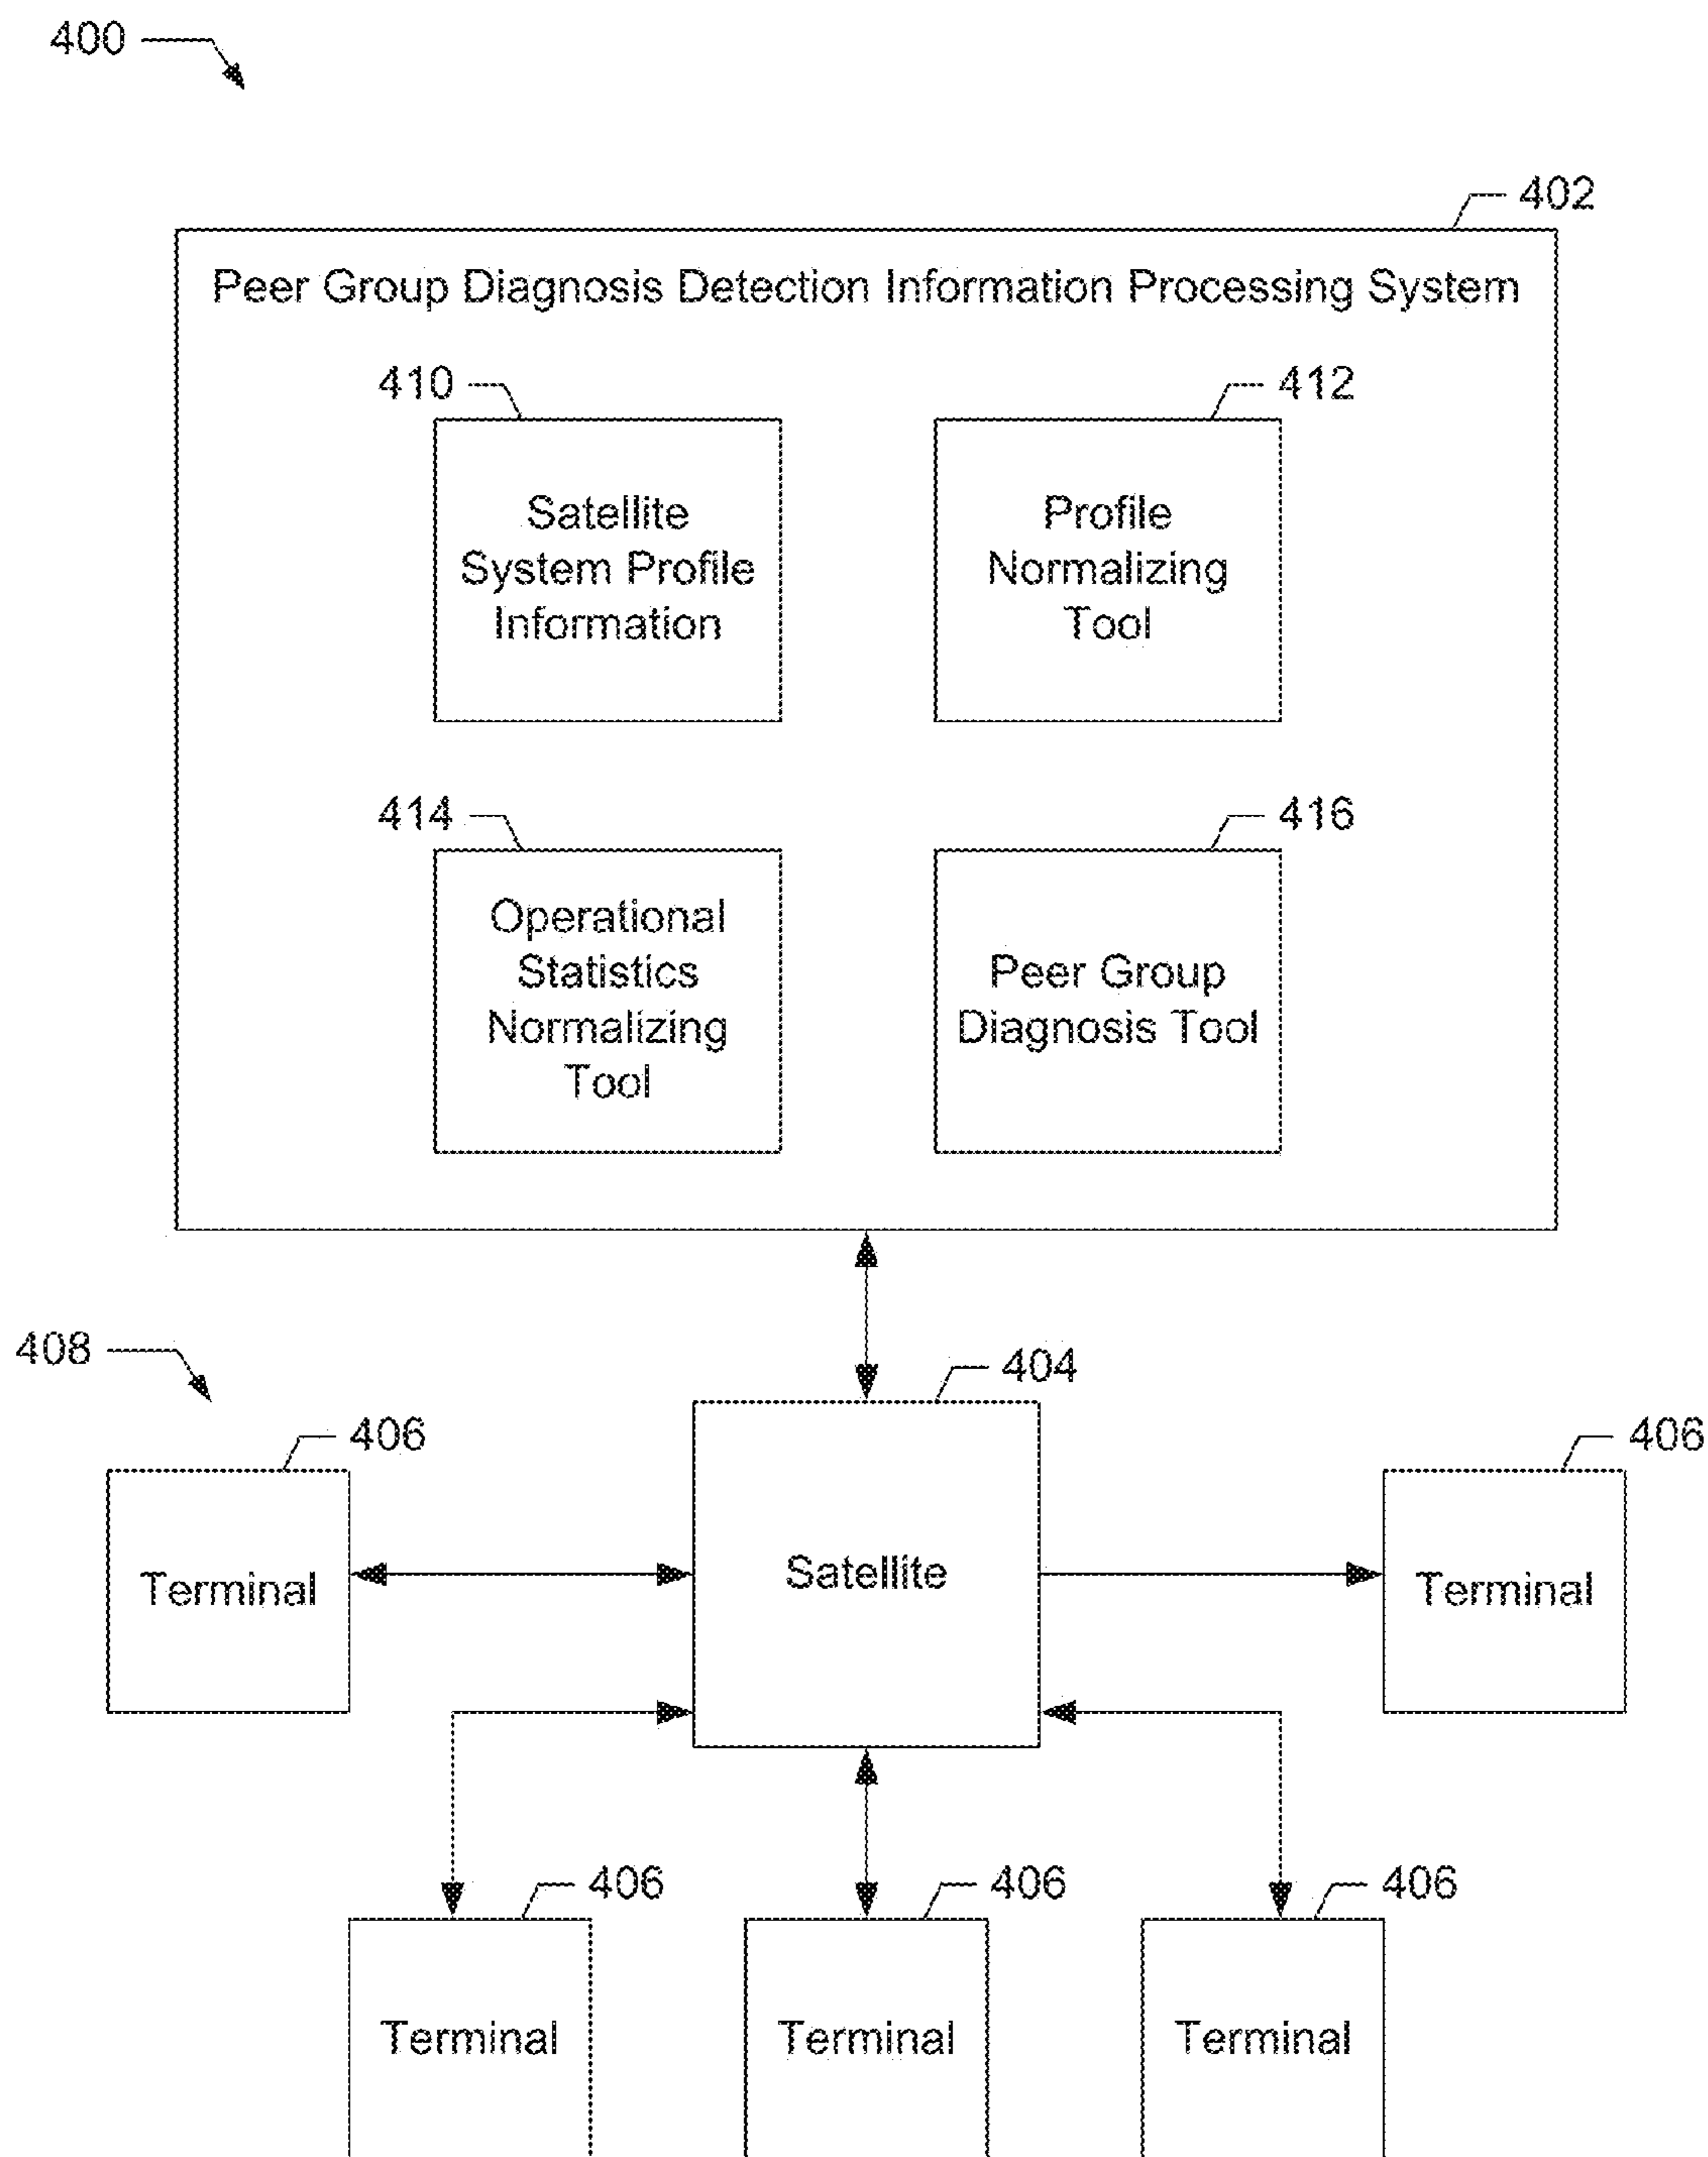 400
402
Peer Group Diagnosis Detection Information Processing System
410
412
Satellite
System Profile
Information
Profile
Normalizing
Tool
414
416
Operational
Statistics
Normalizing
Tool
Peer Group
Diagnosis Tool
408
404
406
406
Terminal
Satellite
Terminal
406
406
406
Terminal
Terminal
Terminal